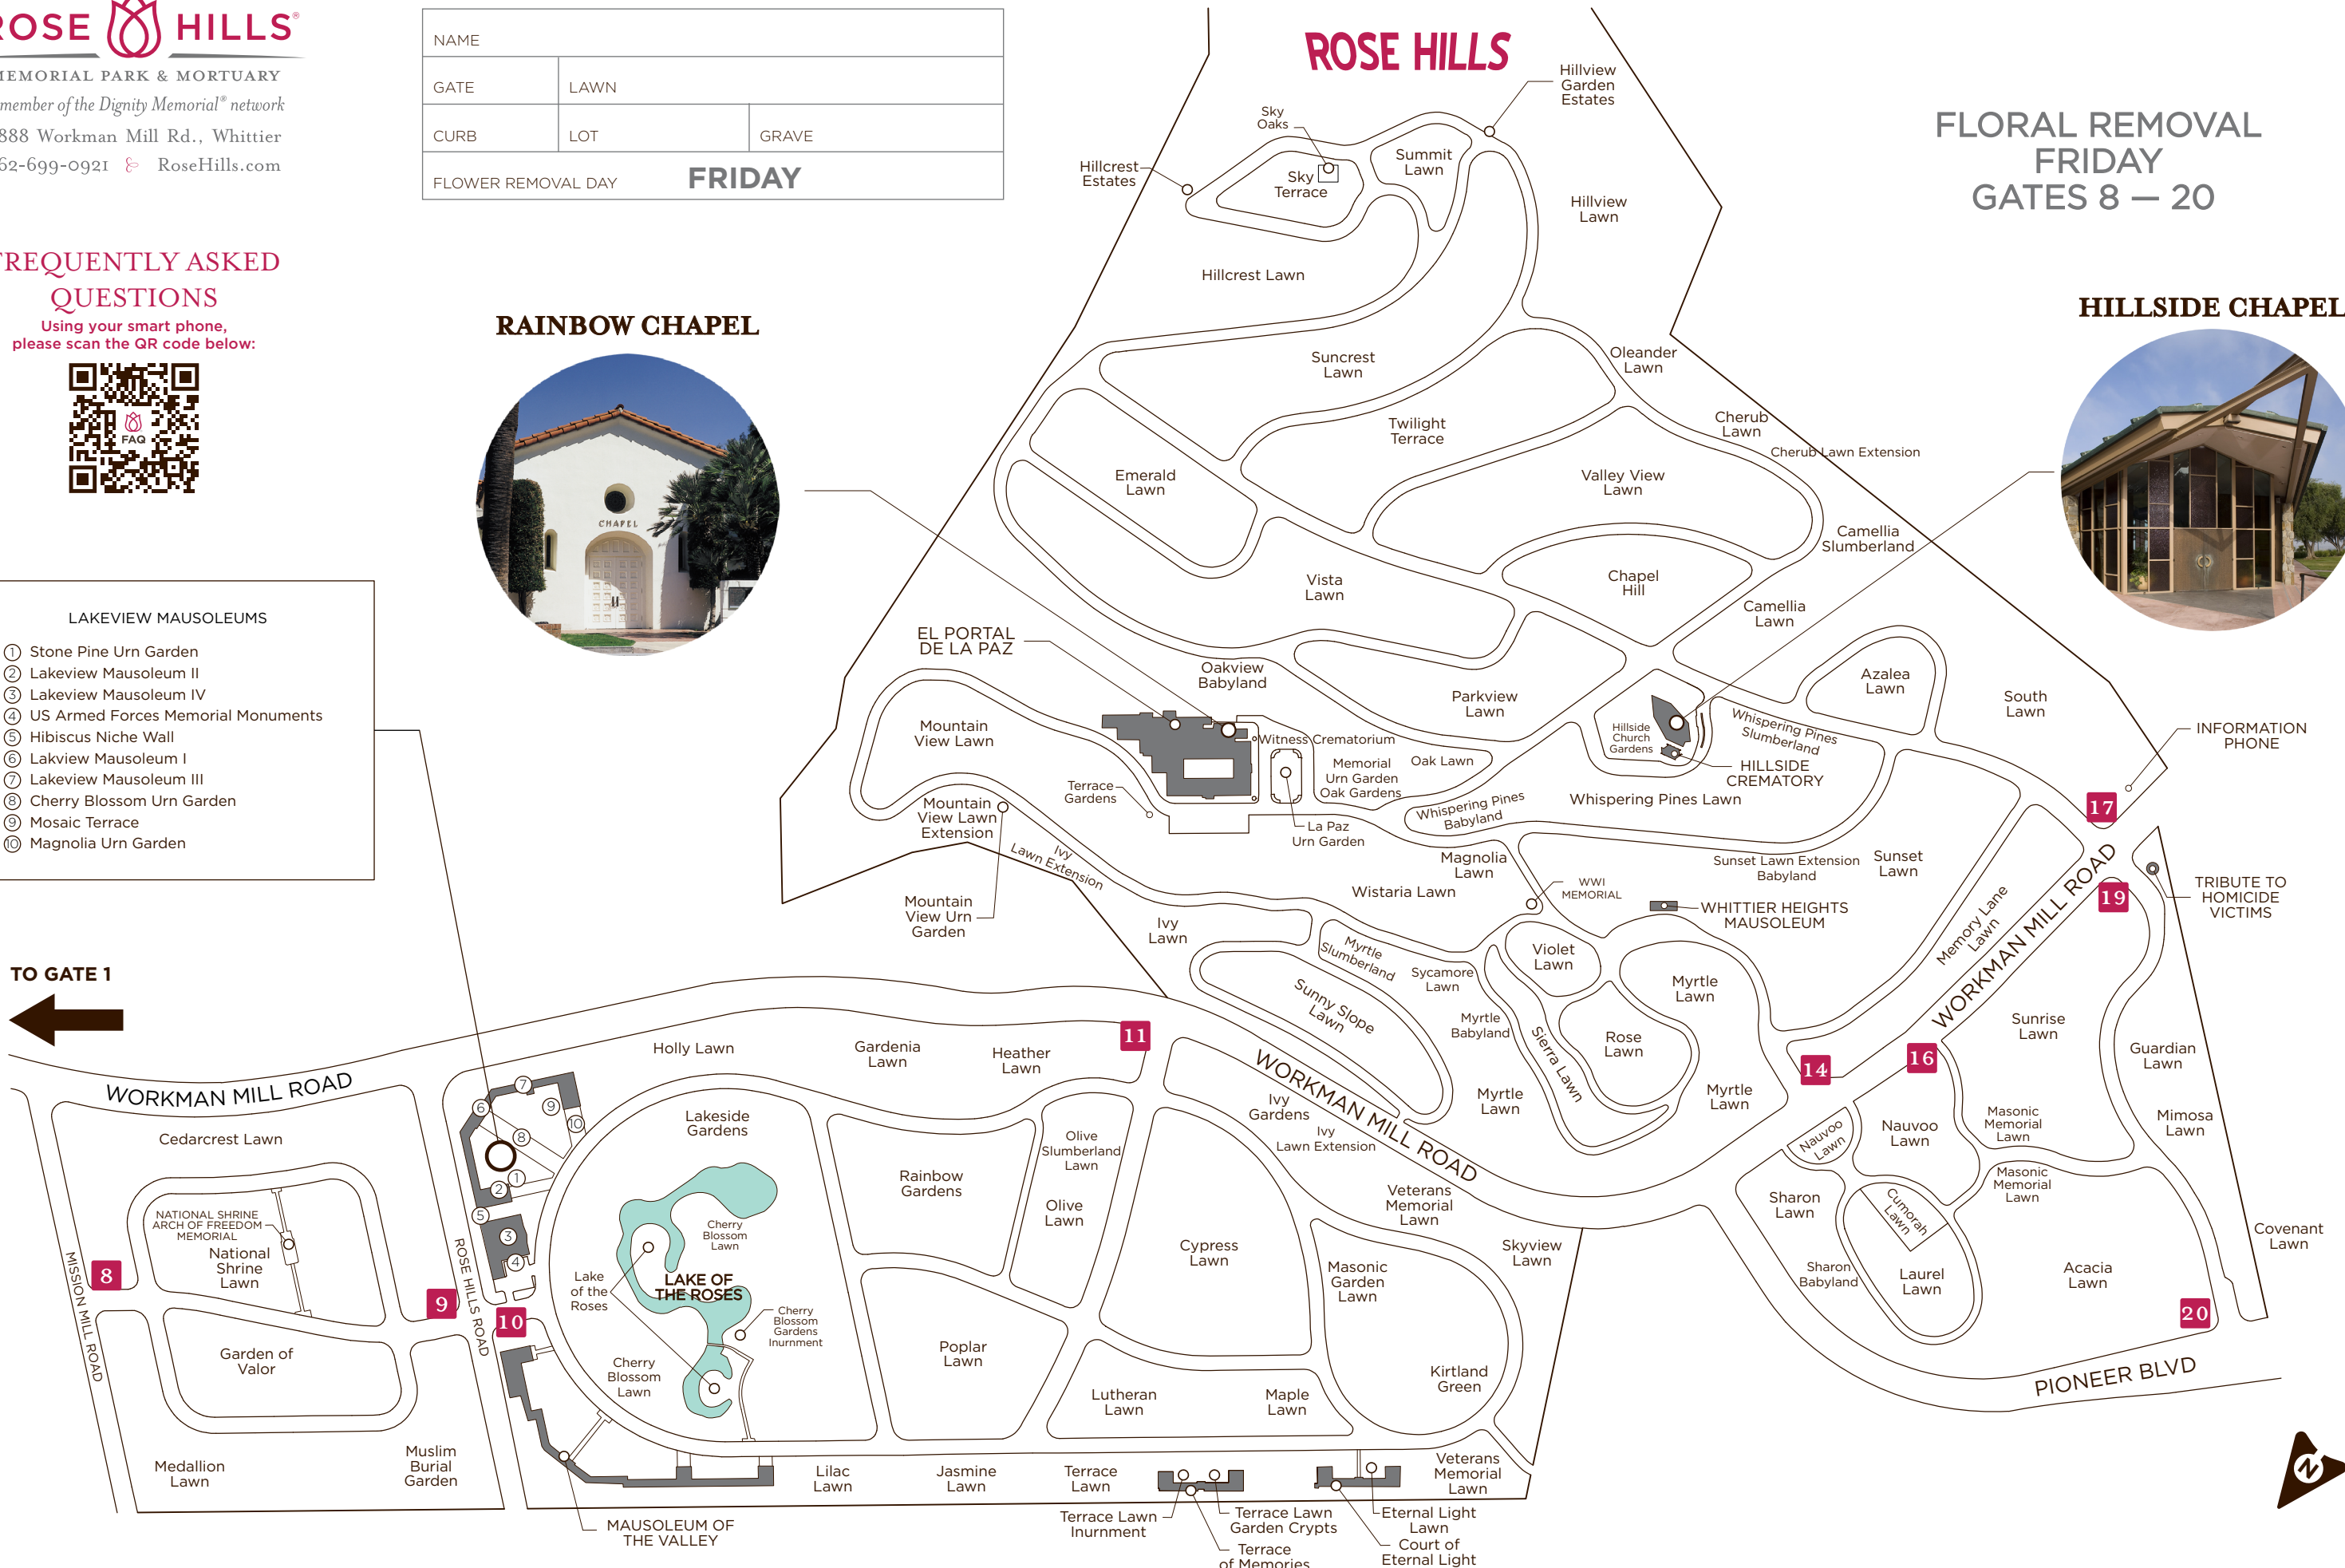 ROSE HILLS®
MEMORIAL PARK & MORTUARY
member of the Dignity Memorial® network
888 Workman Mill Rd., Whittier
62-699-0921 RoseHills.com
FREQUENTLY ASKED
QUESTIONS
Using your smart phone,
please scan the QR code below:
FAQ
NAME
GATE LAWN
CURB LOT GRAVE
FLOWER REMOVAL DAY FRIDAY
ROSE HILLS
FLORAL REMOVAL
FRIDAY
GATES 8 — 20
RAINBOW CHAPEL
CHAPEL
HILLSIDE CHAPEL
LAKEVIEW MAUSOLEUMS
1 Stone Pine Urn Garden
2 Lakeview Mausoleum II
3 Lakeview Mausoleum IV
4 US Armed Forces Memorial Monuments
5 Hibiscus Niche Wall
6 Lakview Mausoleum I
7 Lakeview Mausoleum III
8 Cherry Blossom Urn Garden
9 Mosaic Terrace
10 Magnolia Urn Garden
TO GATE 1
Hillview
Garden
Estates
Sky
Oaks
Hillcrest
Estates
Sky
Terrace
Summit
Lawn
Hillview
Lawn
Hillcrest Lawn
Suncrest
Lawn
Oleander
Lawn
Twilight
Terrace
Cherub
Lawn
Cherub Lawn Extension
Emerald
Lawn
Valley View
Lawn
Camellia
Slumberland
Vista
Lawn
Chapel
Hill
Camellia
Lawn
EL PORTAL
DE LA PAZ
Oakview
Babyland
Parkview
Lawn
Azalea
Lawn
South
Lawn
Mountain
View Lawn
Witness Crematorium
Memorial
Urn Garden
Oak Gardens
Oak Lawn
Hillside
Church
Gardens
Whispering Pines
Slumberland
HILLSIDE
CREMATORY
INFORMATION
PHONE
Terrace
Gardens
Mountain
View Lawn
Extension
La Paz
Urn Garden
Whispering Pines
Babyland
Whispering Pines Lawn
17
Ivy
Lawn Extension
Magnolia
Lawn
Wistaria Lawn
Sunset Lawn Extension
Babyland
Sunset
Lawn
WWI
MEMORIAL
WHITTIER HEIGHTS
MAUSOLEUM
Memory Lane
Lawn
WORKMAN MILL ROAD
19
TRIBUTE TO
HOMICIDE
VICTIMS
Mountain
View Urn
Garden
Ivy
Lawn
Myrtle
Slumberland
Sycamore
Lawn
Violet
Lawn
Myrtle
Lawn
Sunny Slope
Lawn
Myrtle
Babyland
Sierra Lawn
Rose
Lawn
Myrtle
Lawn
Myrtle
Lawn
14
16
Sunrise
Lawn
Guardian
Lawn
Mimosa
Lawn
11
WORKMAN MILL ROAD
Holly Lawn
Gardenia
Lawn
Heather
Lawn
Ivy
Gardens
Ivy
Lawn Extension
WORKMAN MILL ROAD
Cedarcrest Lawn
7
6
9
10
8
1
2
5
3
4
Lakeside
Gardens
Olive
Slumberland
Lawn
Rainbow
Gardens
Olive
Lawn
Nauvoo
Lawn
Nauvoo
Lawn
Masonic
Memorial
Lawn
Masonic
Memorial
Lawn
NATIONAL SHRINE
ARCH OF FREEDOM
MEMORIAL
National
Shrine
Lawn
8
MISSION MILL ROAD
ROSE HILLS ROAD
9
10
Cherry
Blossom
Lawn
Lake
of the
Roses
LAKE OF
THE ROSES
Cherry
Blossom
Gardens
Inurnment
Cherry
Blossom
Lawn
Cypress
Lawn
Veterans
Memorial
Lawn
Masonic
Garden
Lawn
Skyview
Lawn
Sharon
Lawn
Cumorah
Lawn
Sharon
Babyland
Laurel
Lawn
Acacia
Lawn
Covenant
Lawn
20
PIONEER BLVD
Garden of
Valor
Poplar
Lawn
Kirtland
Green
Lutheran
Lawn
Maple
Lawn
Medallion
Lawn
Muslim
Burial
Garden
Lilac
Lawn
Jasmine
Lawn
Terrace
Lawn
Veterans
Memorial
Lawn
MAUSOLEUM OF
THE VALLEY
Terrace Lawn
Inurnment
Terrace Lawn
Garden Crypts
Terrace
of Memories
Eternal Light
Lawn
Court of
Eternal Light
N